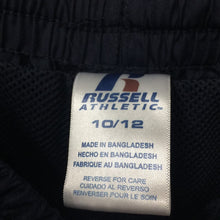 RUSSELL
ATHLETIC
10/12
MADE IN BANGLADESH
HECHO EN BANGLADESH
FABRIQUE AU BANGLADESH
REVERSE FOR CARE
CUIDADO AL REVERSO
RENVERSER POUR LE SOIN